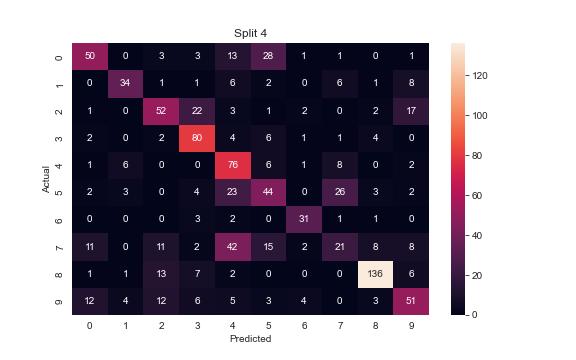 Split 4
0 50 0 3 3 13 28 1 1 0 1
1 0 34 1 1 6 2 0 6 1 8
2 1 0 52 22 3 1 2 0 2 17
3 2 0 2 80 4 6 1 1 4 0
4 1 6 0 0 76 6 1 8 0 2
5 2 3 0 4 23 44 0 26 3 2
6 0 0 0 3 2 0 31 1 1 0
7 11 0 11 2 42 15 2 21 8 8
8 1 1 13 7 2 0 0 0 136 6
9 12 4 12 6 5 3 4 0 3 51
0 1 2 3 4 5 6 7 8 9
Predicted
Actual
120
100
80
60
40
20
0